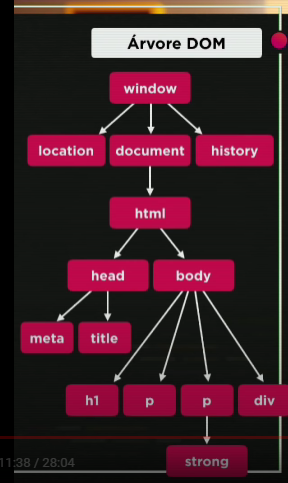 Árvore DOM
window
location document history
html
head body
meta title
h1 p p div
strong
11:38 / 28:04